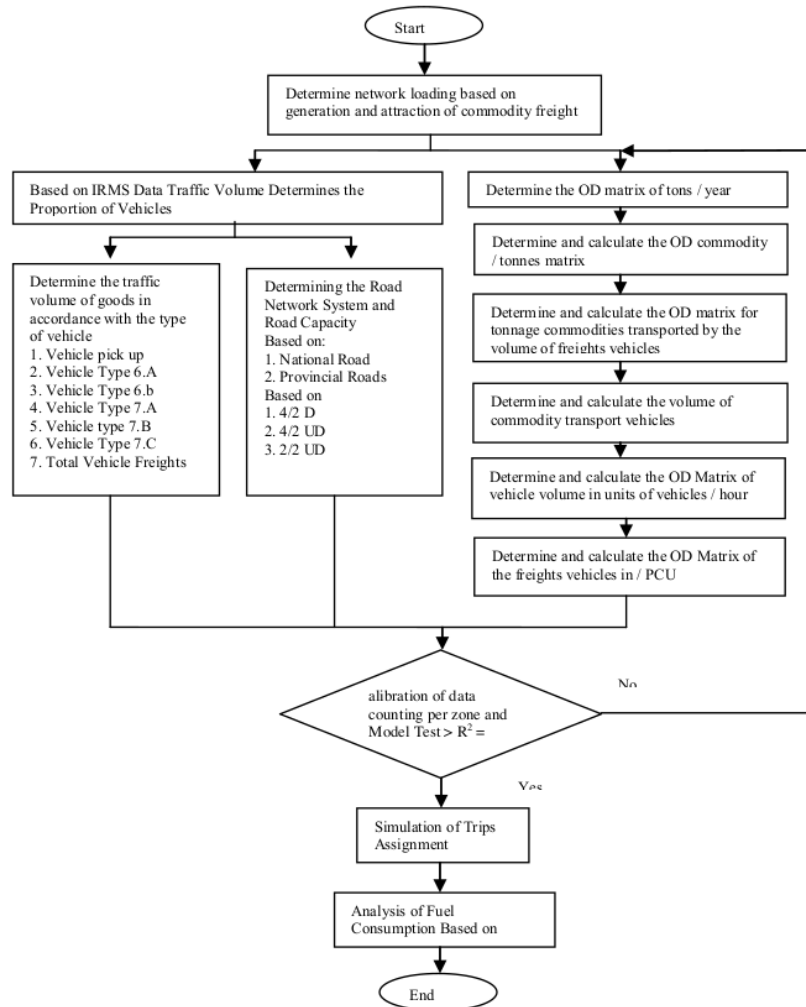 Start
Determine network loading based on
generation and attraction of commodity freight
Based on IRMS Data Traffic Volume Determines the
Proportion of Vehicles
Determine the traffic
volume of goods in
accordance with the type
of vehicle
1. Vehicle pick up
2. Vehicle Type 6.A
3. Vehicle Type 6.b
4. Vehicle Type 7.A
5. Vehicle type 7.B
6. Vehicle Type 7.C
7. Total Vehicle Freights
Determining the Road
Network System and
Road Capacity
Based on:
1. National Road
2. Provincial Roads
Based on
1. 4/2 D
2. 4/2 UD
3. 2/2 UD
Determine the OD matrix of tons / year
Determine and calculate the OD commodity
/ tonnes matrix
Determine and calculate the OD matrix for
tonnage commodities transported by the
volume of freights vehicles
Determine and calculate the volume of
commodity transport vehicles
Determine and calculate the OD Matrix of
vehicle volume in units of vehicles / hour
Determine and calculate the OD Matrix of
the freights vehicles in / PCU
alibration of data
counting per zone and
Model Test > R² =
No
Yes
Simulation of Trips
Assignment
Analysis of Fuel
Consumption Based on
End